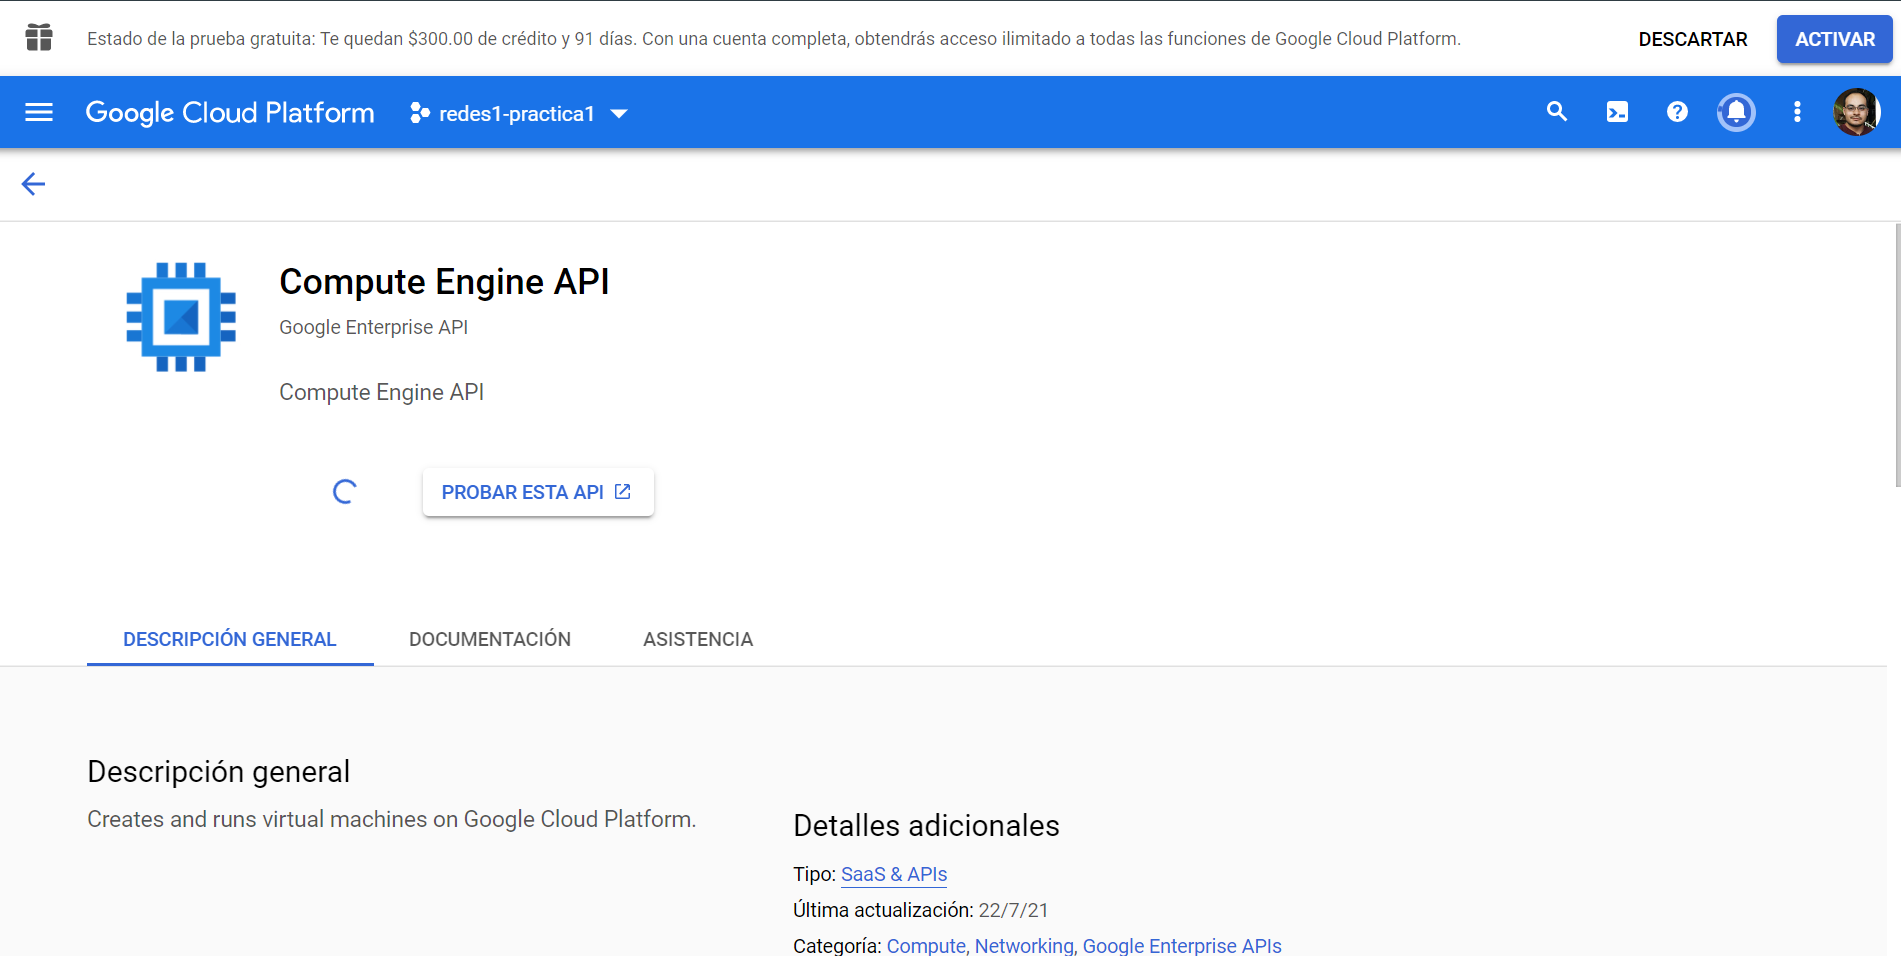 Estado de la prueba gratuita: Te quedan $300.00 de crédito y 91 días. Con una cuenta completa, obtendrás acceso ilimitado a todas las funciones de Google Cloud Platform.
DESCARTAR
ACTIVAR
Google Cloud Platform
redes1-practica1
Compute Engine API
Google Enterprise API
Compute Engine API
PROBAR ESTA API
DESCRIPCIÓN GENERAL
DOCUMENTACIÓN
ASISTENCIA
Descripción general
Creates and runs virtual machines on Google Cloud Platform.
Detalles adicionales
Tipo: SaaS & APIs
Última actualización: 22/7/21
Categoría: Compute, Networking, Google Enterprise APIs